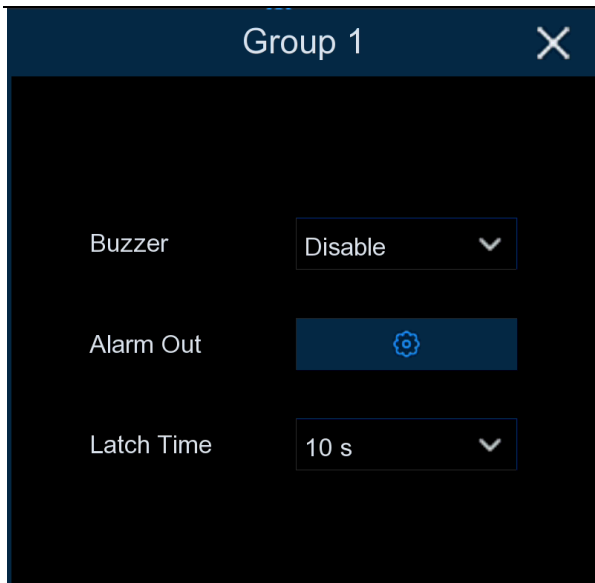 Group 1
Buzzer
Disable
Alarm Out
Latch Time
10 s